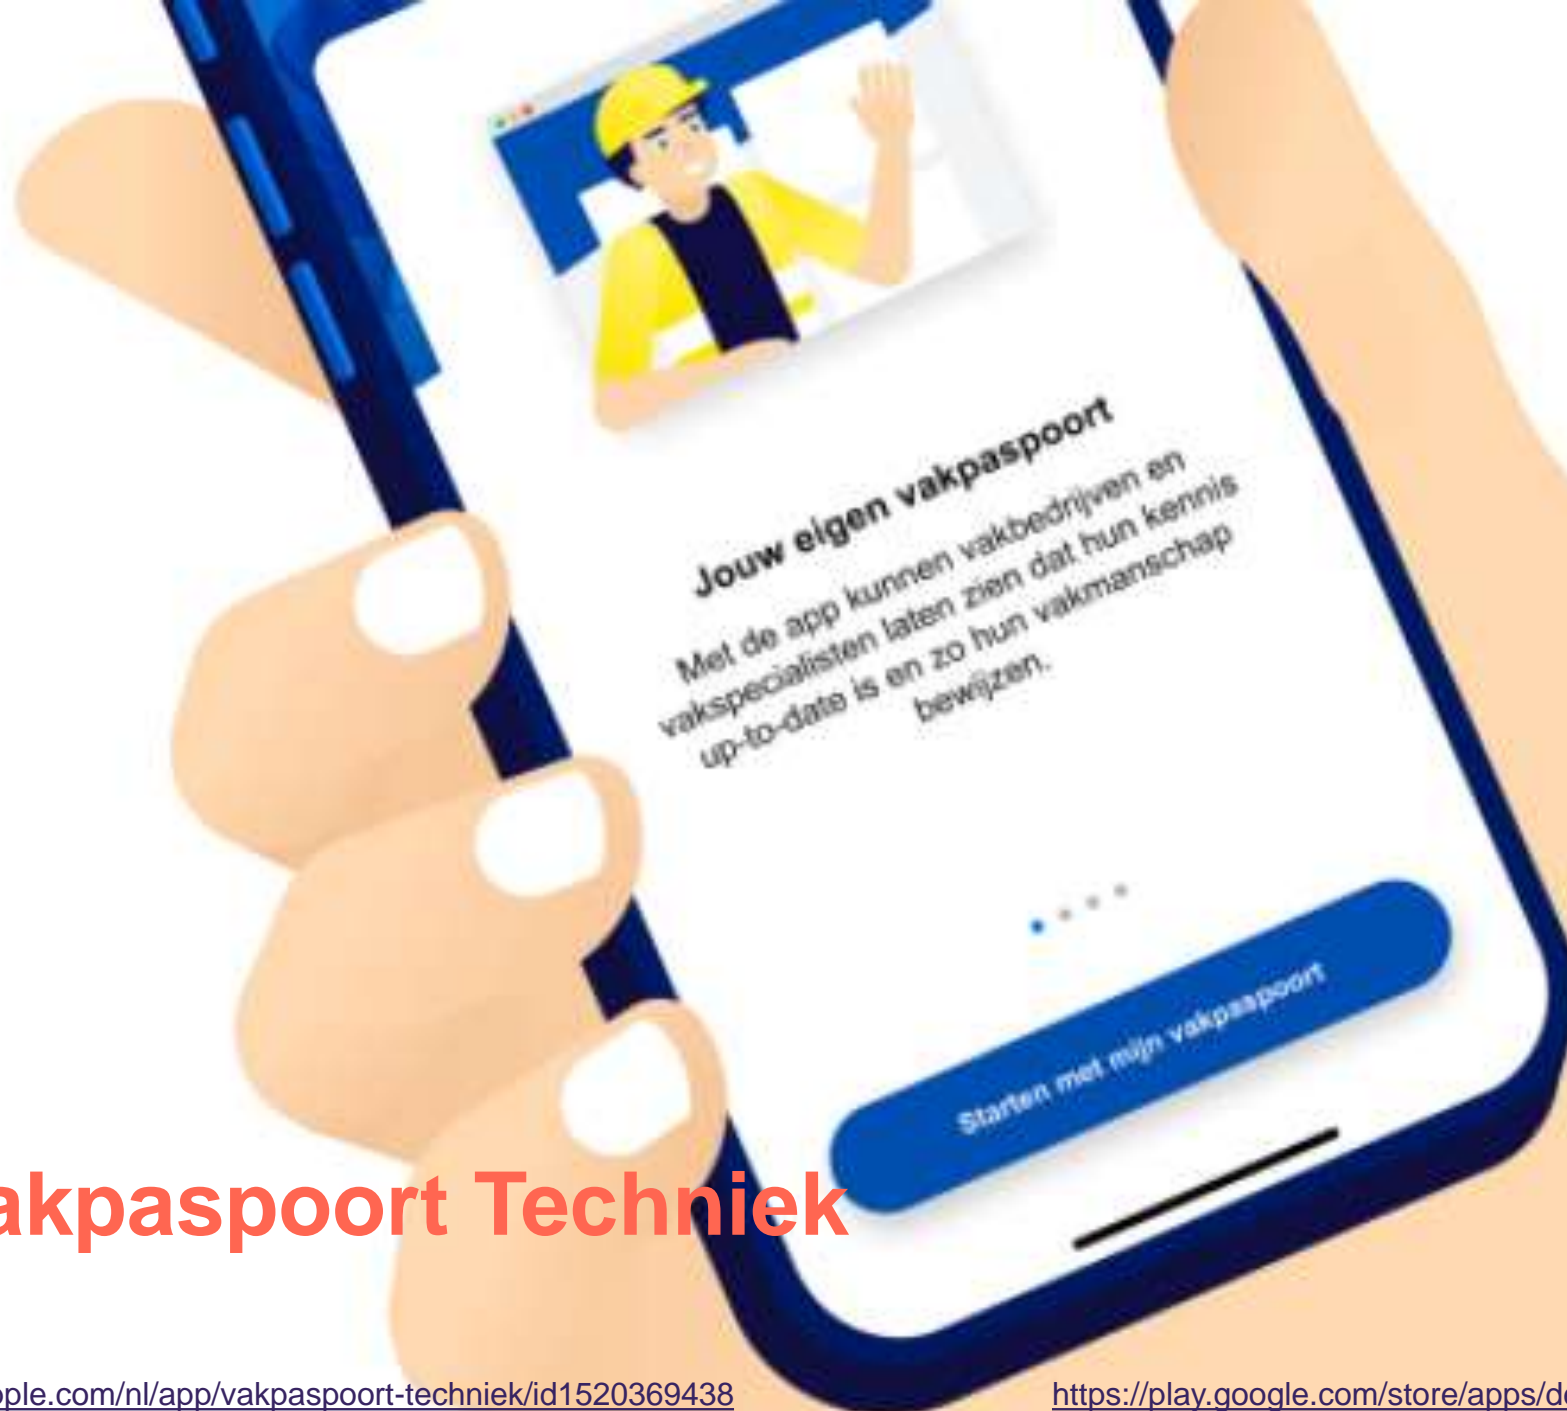 Jouw eigen vakpaspoort
Met de app kunnen vakbedrijven en
vakspecialisten laten zien dat hun kennis
up-to-date is en zo hun vakmanschap
bewijzen.
Starten met mijn vakpaspoort
akpaspoort Techniek
ple.com/nl/app/vakpaspoort-techniek/id1520369438
https://play.google.com/store/apps/de